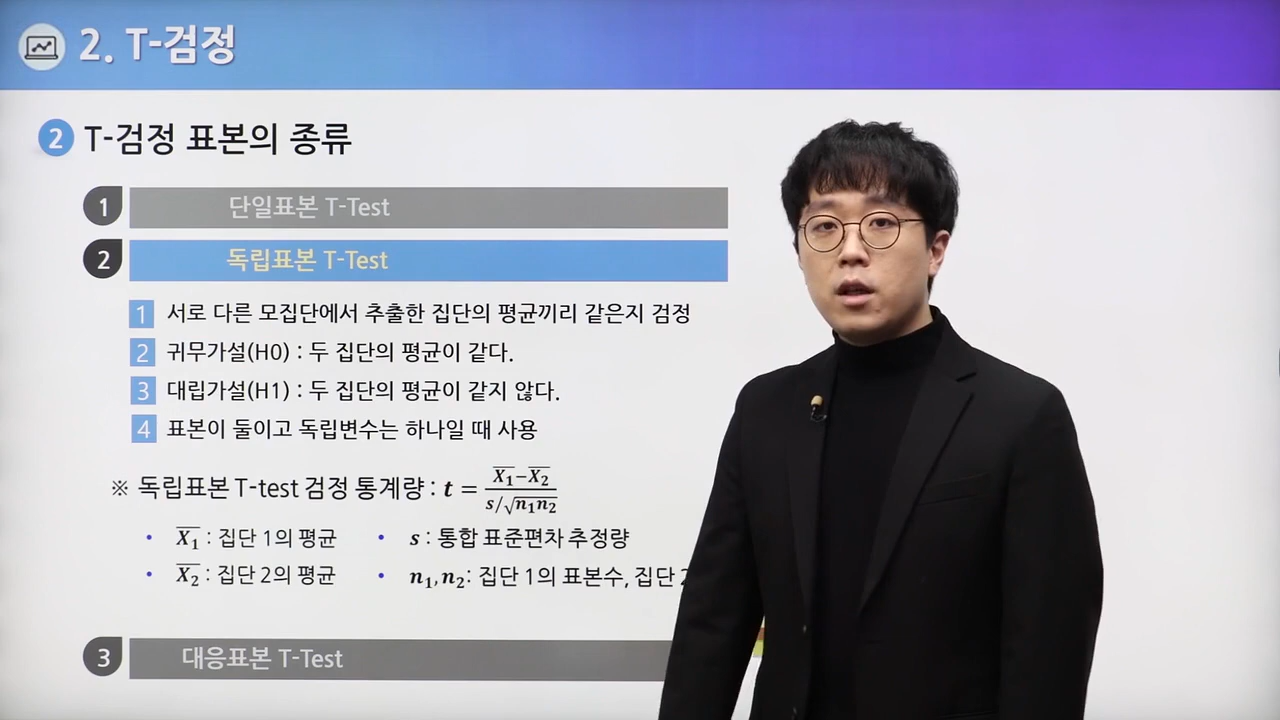 2. T-검정
2 T-검정 표본의 종류
1 단일표본 T-Test
2 독립표본 T-Test
1 서로 다른 모집단에서 추출한 집단의 평균끼리 같은지 검정
2 귀무가설(H0) : 두 집단의 평균이 같다.
3 대립가설(H1) : 두 집단의 평균이 같지 않다.
4 표본이 둘이고 독립변수는 하나일 때 사용
※ 독립표본 T-test 검정 통계량 : t = (X̅₁−X̅₂)/(s/√n₁n₂)
• X̅₁ : 집단 1의 평균 • s : 통합 표준편차 추정량
• X̅₂ : 집단 2의 평균 • n₁, n₂: 집단 1의 표본수, 집단
3 대응표본 T-Test